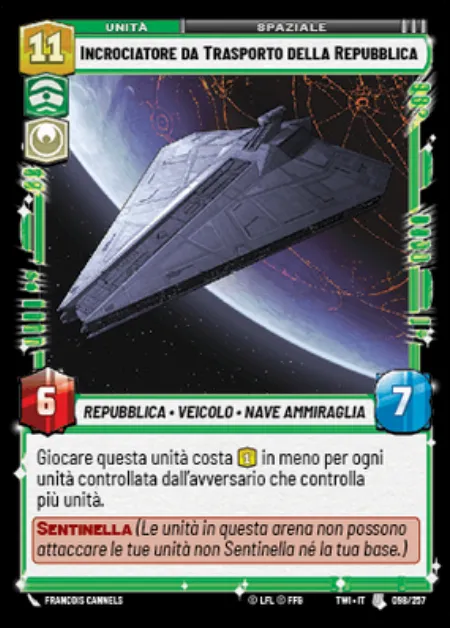 UNITÀ
SPAZIALE
11
INCROCIATORE DA TRASPORTO DELLA REPUBBLICA
6
REPUBBLICA • VEICOLO • NAVE AMMIRAGLIA
7
Giocare questa unità costa 1 in meno per ogni
unità controllata dall'avversario che controlla
più unità.
SENTINELLA (Le unità in questa arena non possono
attaccare le tue unità non Sentinella né la tua base.)
FRANCOIS CANNELS
© LFL © FFG
TWI • IT
098/257